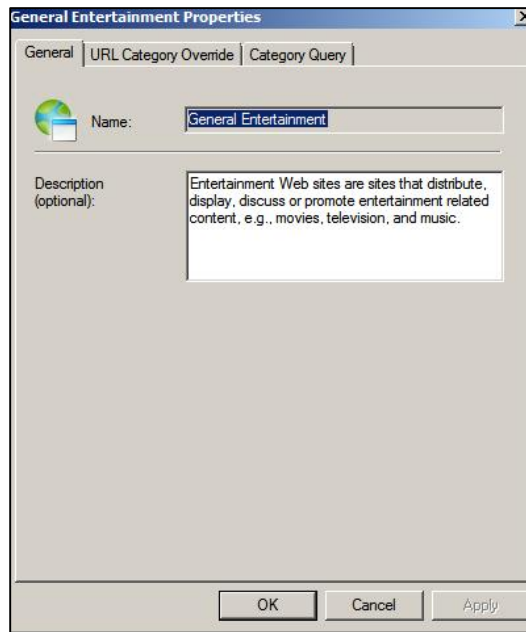 General Entertainment Properties
General URL Category Override Category Query
Name: General Entertainment
Description
(optional):
Entertainment Web sites are sites that distribute,
display, discuss or promote entertainment related
content, e.g., movies, television, and music.
OK Cancel Apply